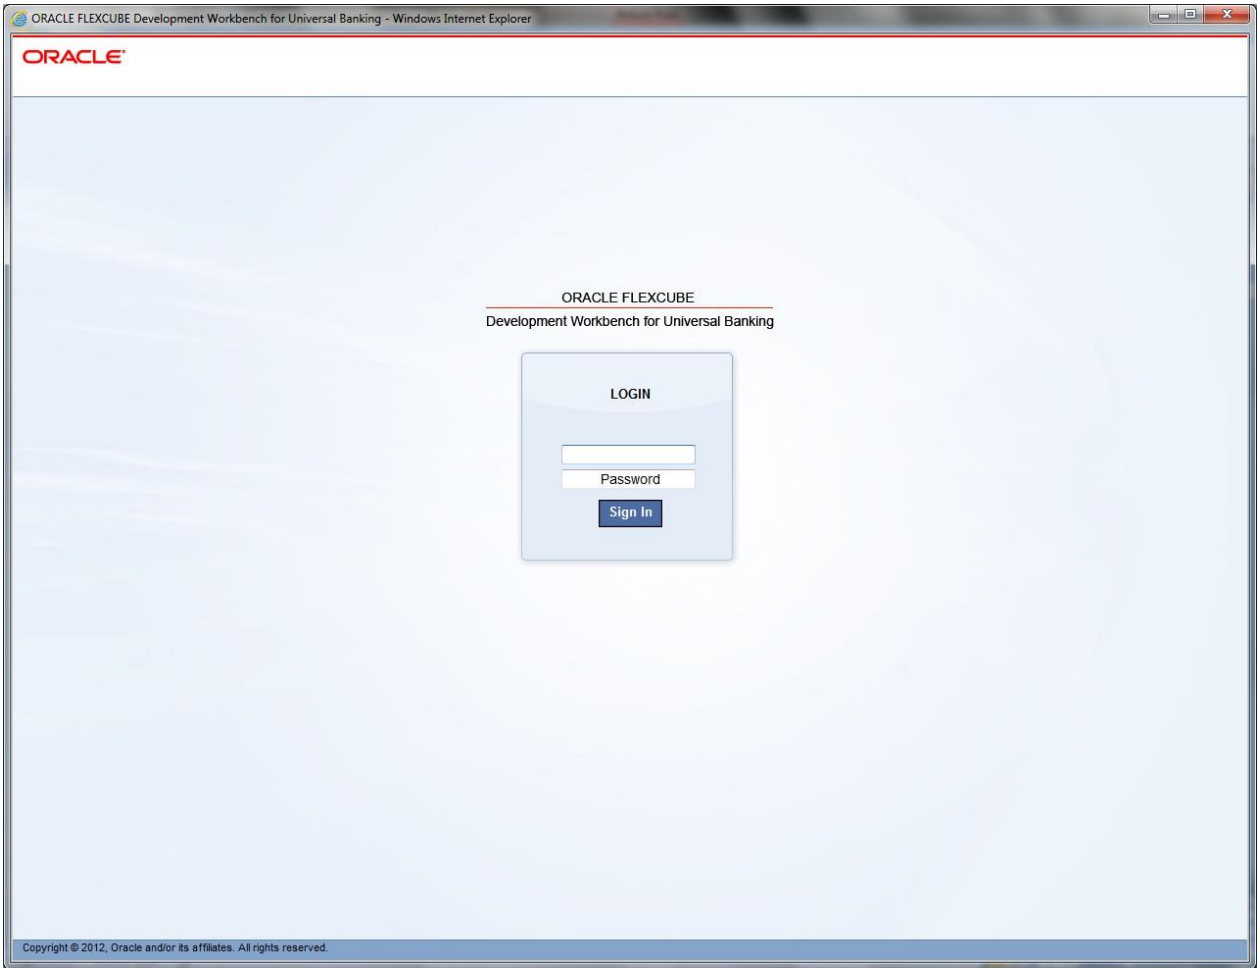 ORACLE FLEXCUBE Development Workbench for Universal Banking - Windows Internet Explorer
ORACLE
ORACLE FLEXCUBE
Development Workbench for Universal Banking
LOGIN
Password
Sign In
Copyright © 2012, Oracle and/or its affiliates. All rights reserved.